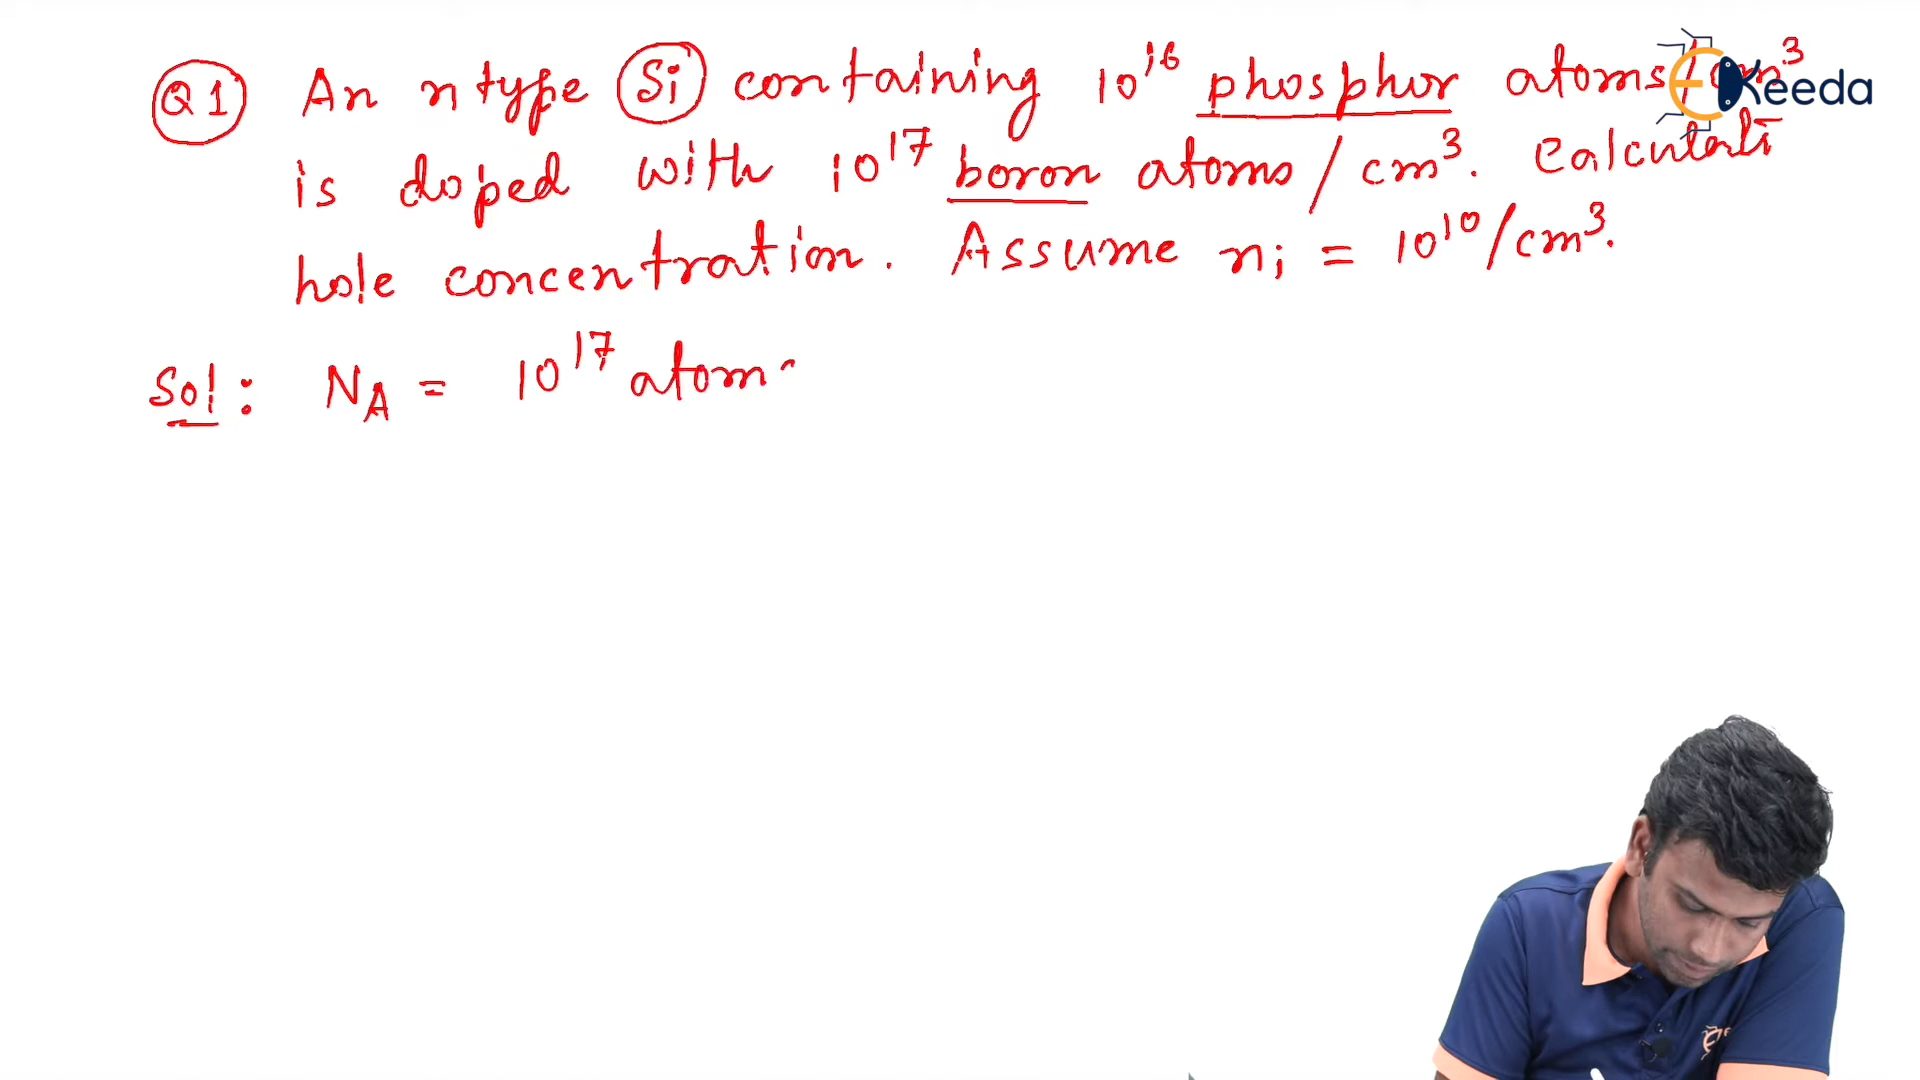 Q1 An n type Si containing 10^16 phosphor atoms/cm^3
is doped with 10^17 boron atoms/cm^3. Calculate
hole concentration. Assume ni = 10^10/cm^3.
Sol: NA = 10^17 atom
Keeda